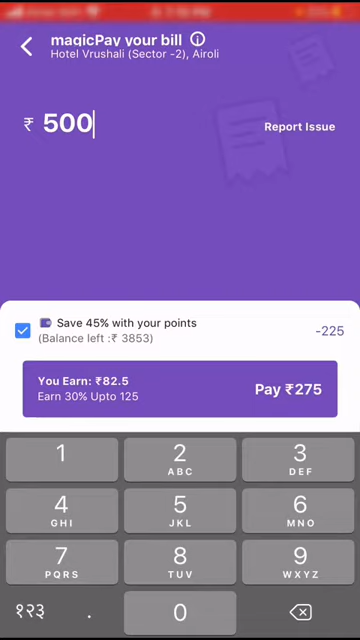 magicPay your bill
Hotel Vrushali (Sector -2), Airoli
₹ 500
Report Issue
Save 45% with your points
(Balance left :₹ 3853)
-225
You Earn: ₹82.5
Earn 30% Upto 125
Pay ₹275
1
2
ABC
3
DEF
4
GHI
5
JKL
6
MNO
7
PQRS
8
TUV
9
WXYZ
१२३
.
0